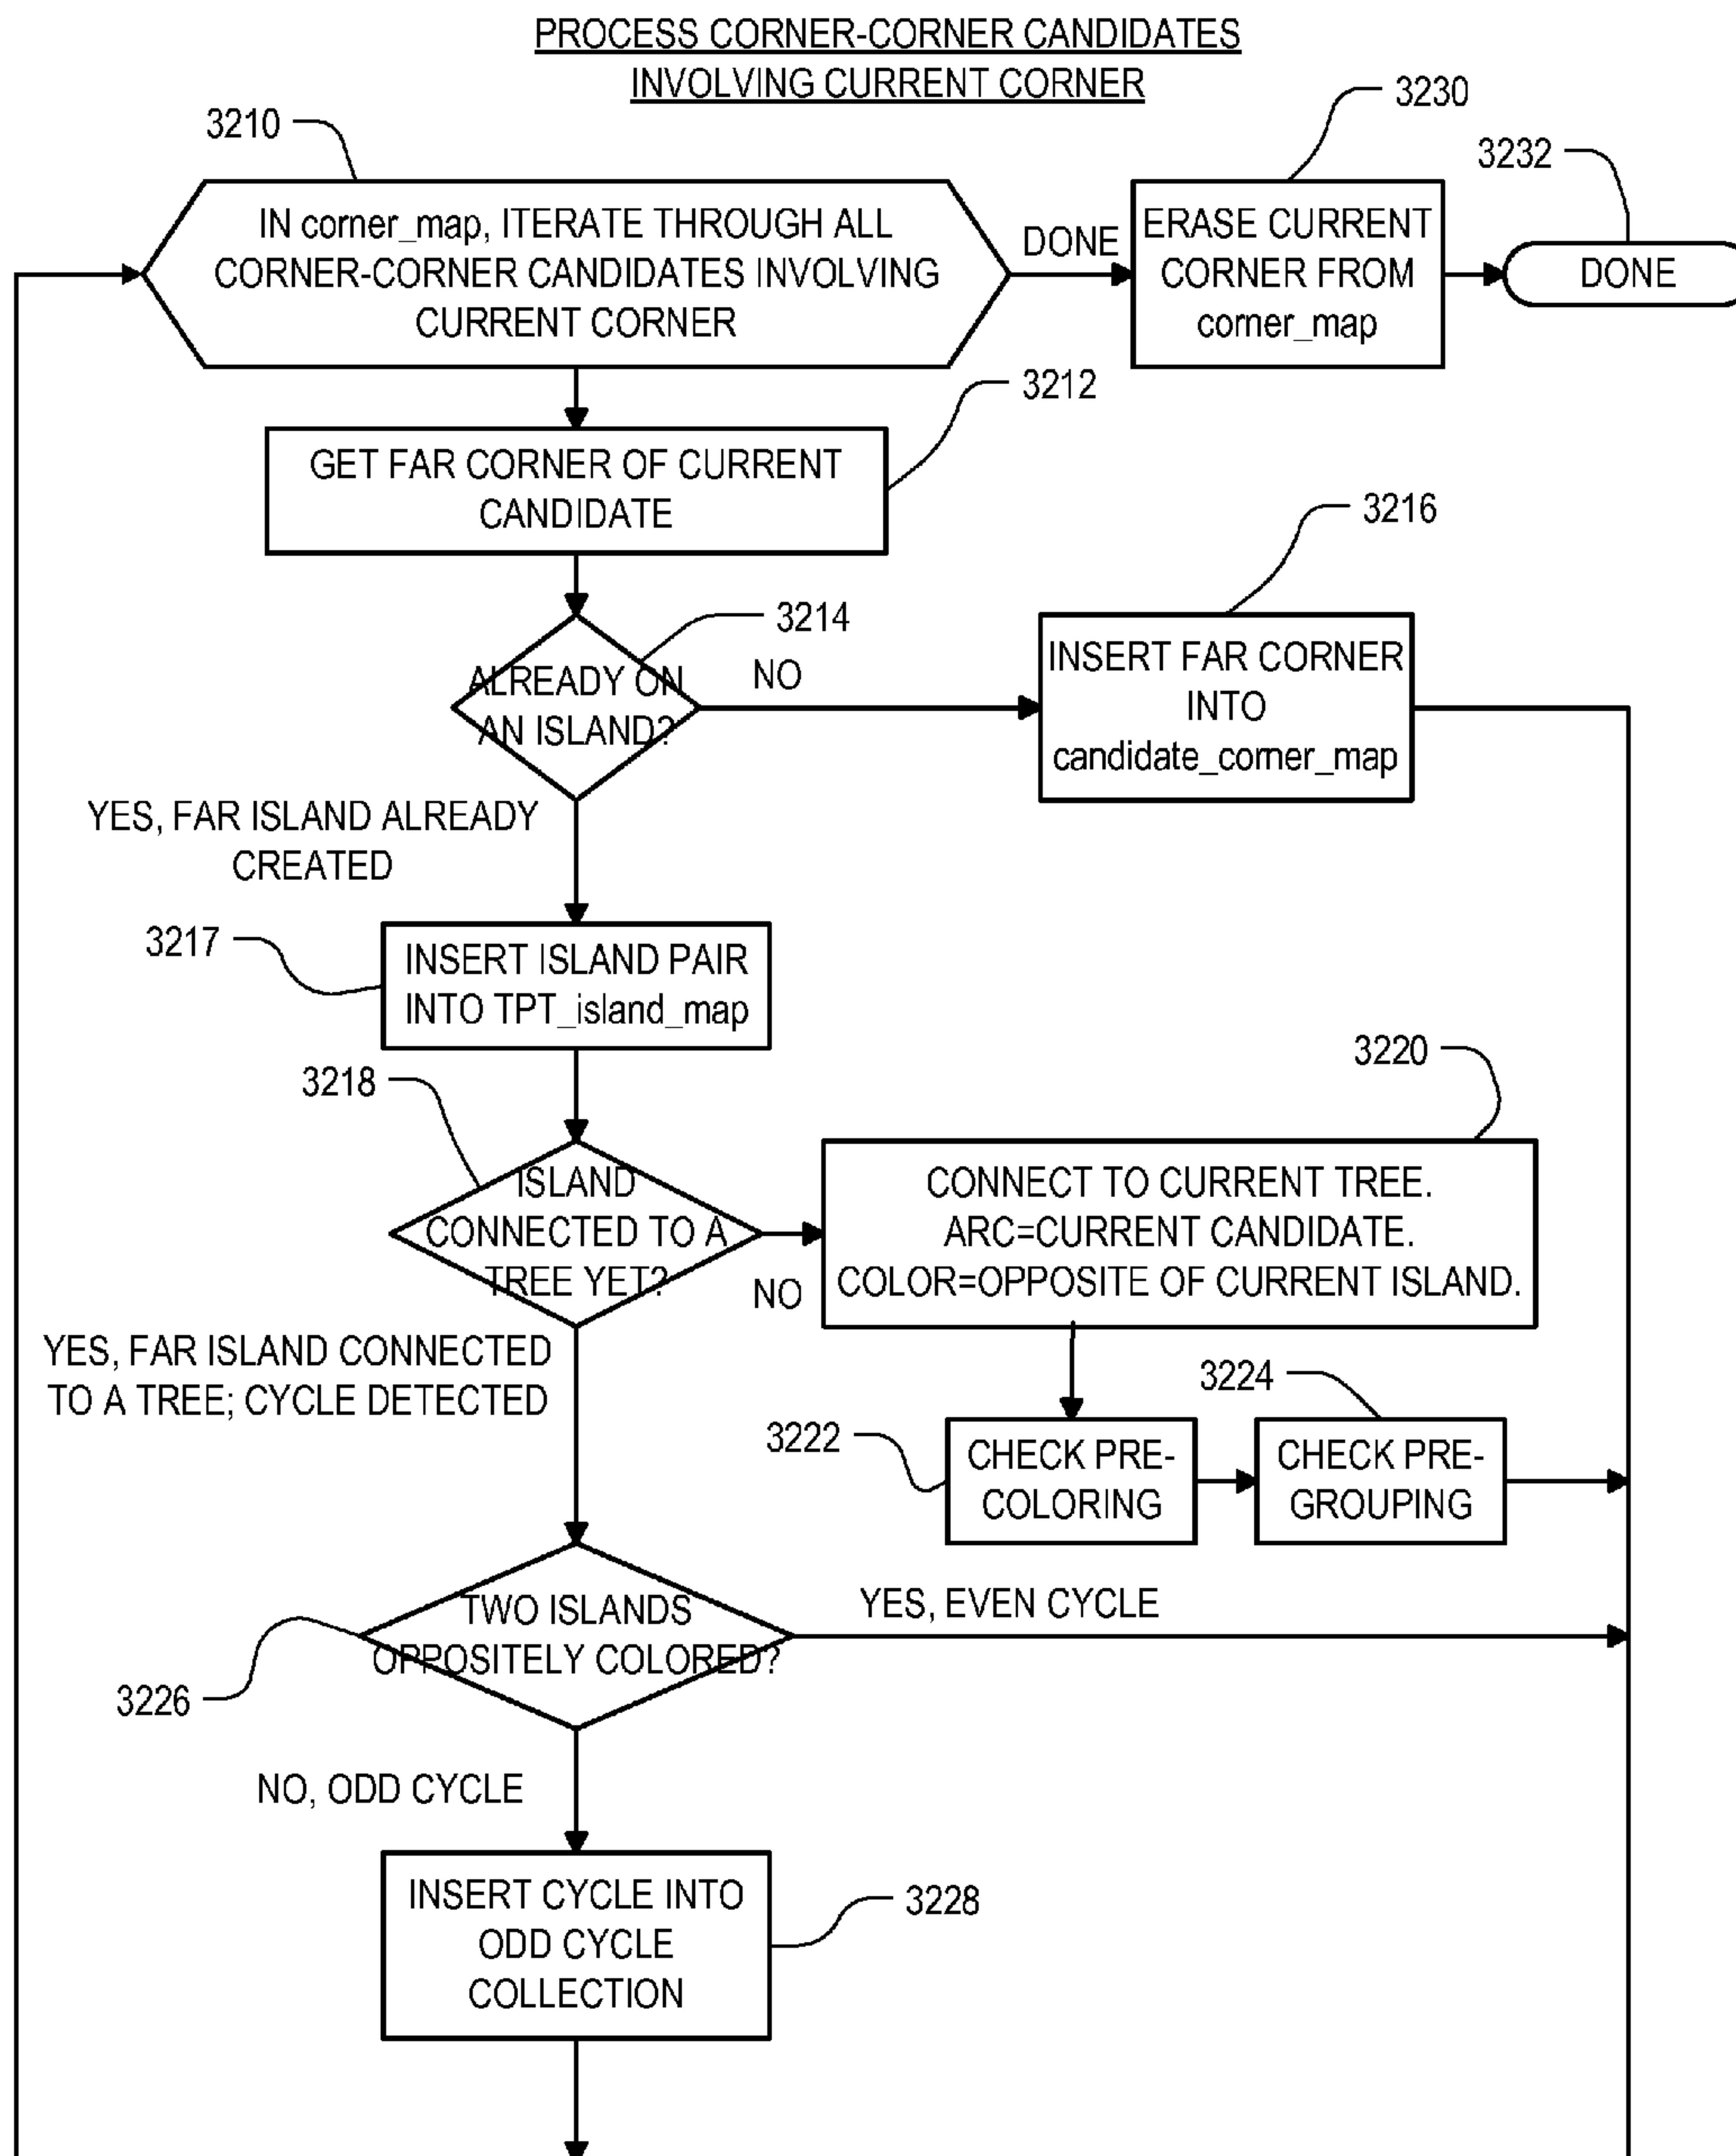 PROCESS CORNER-CORNER CANDIDATES
INVOLVING CURRENT CORNER
3210
3230
3232
IN corner_map, ITERATE THROUGH ALL
CORNER-CORNER CANDIDATES INVOLVING
CURRENT CORNER
DONE
ERASE CURRENT
CORNER FROM
corner_map
DONE
3212
GET FAR CORNER OF CURRENT
CANDIDATE
3214
3216
ALREADY ON
AN ISLAND?
NO
INSERT FAR CORNER
INTO
candidate_corner_map
YES, FAR ISLAND ALREADY
CREATED
3217
INSERT ISLAND PAIR
INTO TPT_island_map
3218
3220
ISLAND
CONNECTED TO A
TREE YET?
NO
CONNECT TO CURRENT TREE.
ARC=CURRENT CANDIDATE.
COLOR=OPPOSITE OF CURRENT ISLAND.
YES, FAR ISLAND CONNECTED
TO A TREE; CYCLE DETECTED
3222
CHECK PRE-
COLORING
3224
CHECK PRE-
GROUPING
TWO ISLANDS
OPPOSITELY COLORED?
YES, EVEN CYCLE
3226
NO, ODD CYCLE
INSERT CYCLE INTO
ODD CYCLE
COLLECTION
3228